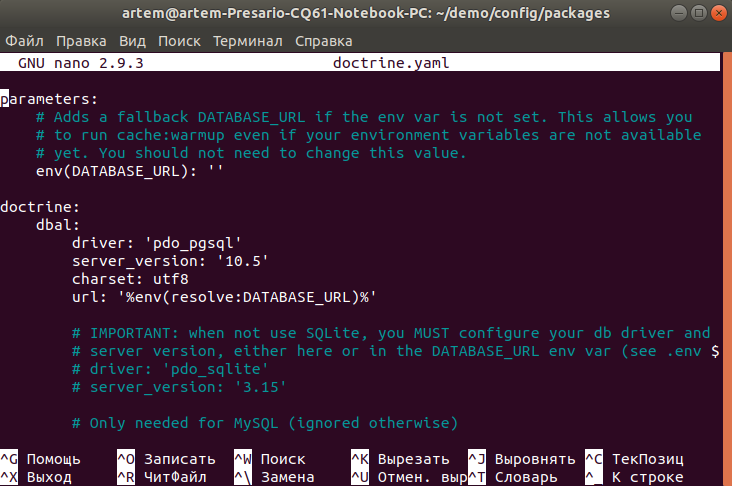 artem@artem-Presario-CQ61-Notebook-PC: ~/demo/config/packages
Файл Правка Вид Поиск Терминал Справка
GNU nano 2.9.3 doctrine.yaml
parameters:
# Adds a fallback DATABASE_URL if the env var is not set. This allows you
# to run cache:warmup even if your environment variables are not available
# yet. You should not need to change this value.
env(DATABASE_URL): ''
doctrine:
dbal:
driver: 'pdo_pgsql'
server_version: '10.5'
charset: utf8
url: '%env(resolve:DATABASE_URL)%'
# IMPORTANT: when not use SQLite, you MUST configure your db driver and
# server version, either here or in the DATABASE_URL env var (see .env $
# driver: 'pdo_sqlite'
# server_version: '3.15'
# Only needed for MySQL (ignored otherwise)
^G Помощь ^O Записать ^W Поиск ^K Вырезать ^J Выровнять ^C ТекПозиц
^X Выход ^R ЧитФайл ^\ Замена ^U Отмен. выр ^T Словарь ^_ К строке